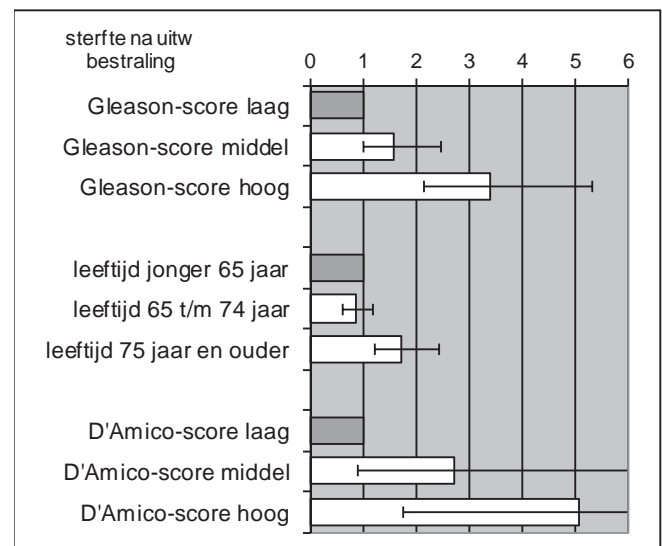 sterfte na uitw
bestraling
0 1 2 3 4 5 6
Gleason-score laag
Gleason-score middel
Gleason-score hoog
leeftijd jonger 65 jaar
leeftijd 65 t/m 74 jaar
leeftijd 75 jaar en ouder
D'Amico-score laag
D'Amico-score middel
D'Amico-score hoog